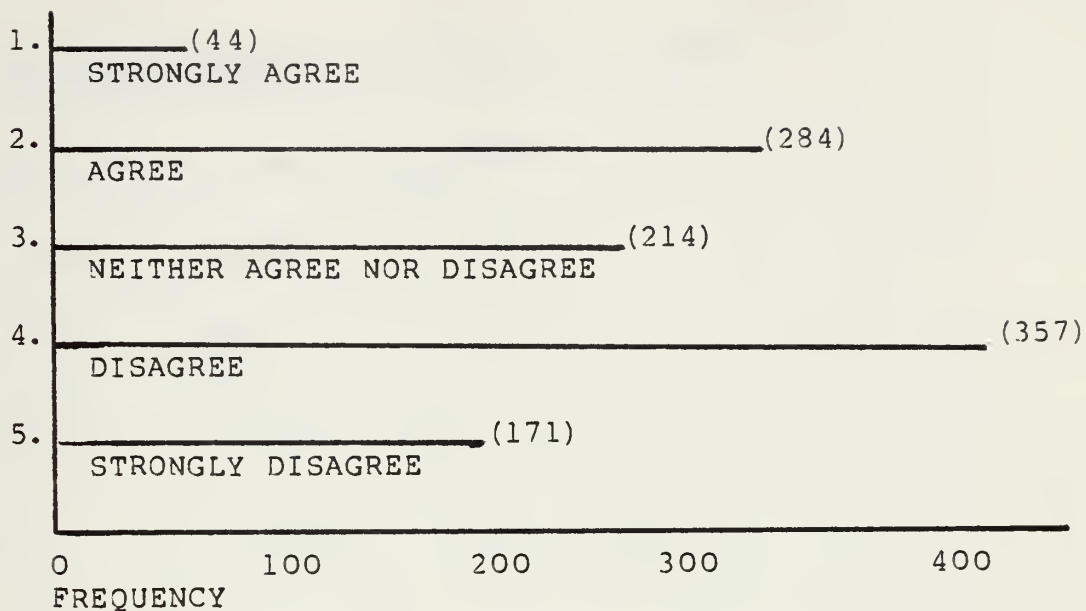 1. (44)
STRONGLY AGREE
2. (284)
AGREE
3. (214)
NEITHER AGREE NOR DISAGREE
4. (357)
DISAGREE
5. (171)
STRONGLY DISAGREE
0 100 200 300 400
FREQUENCY